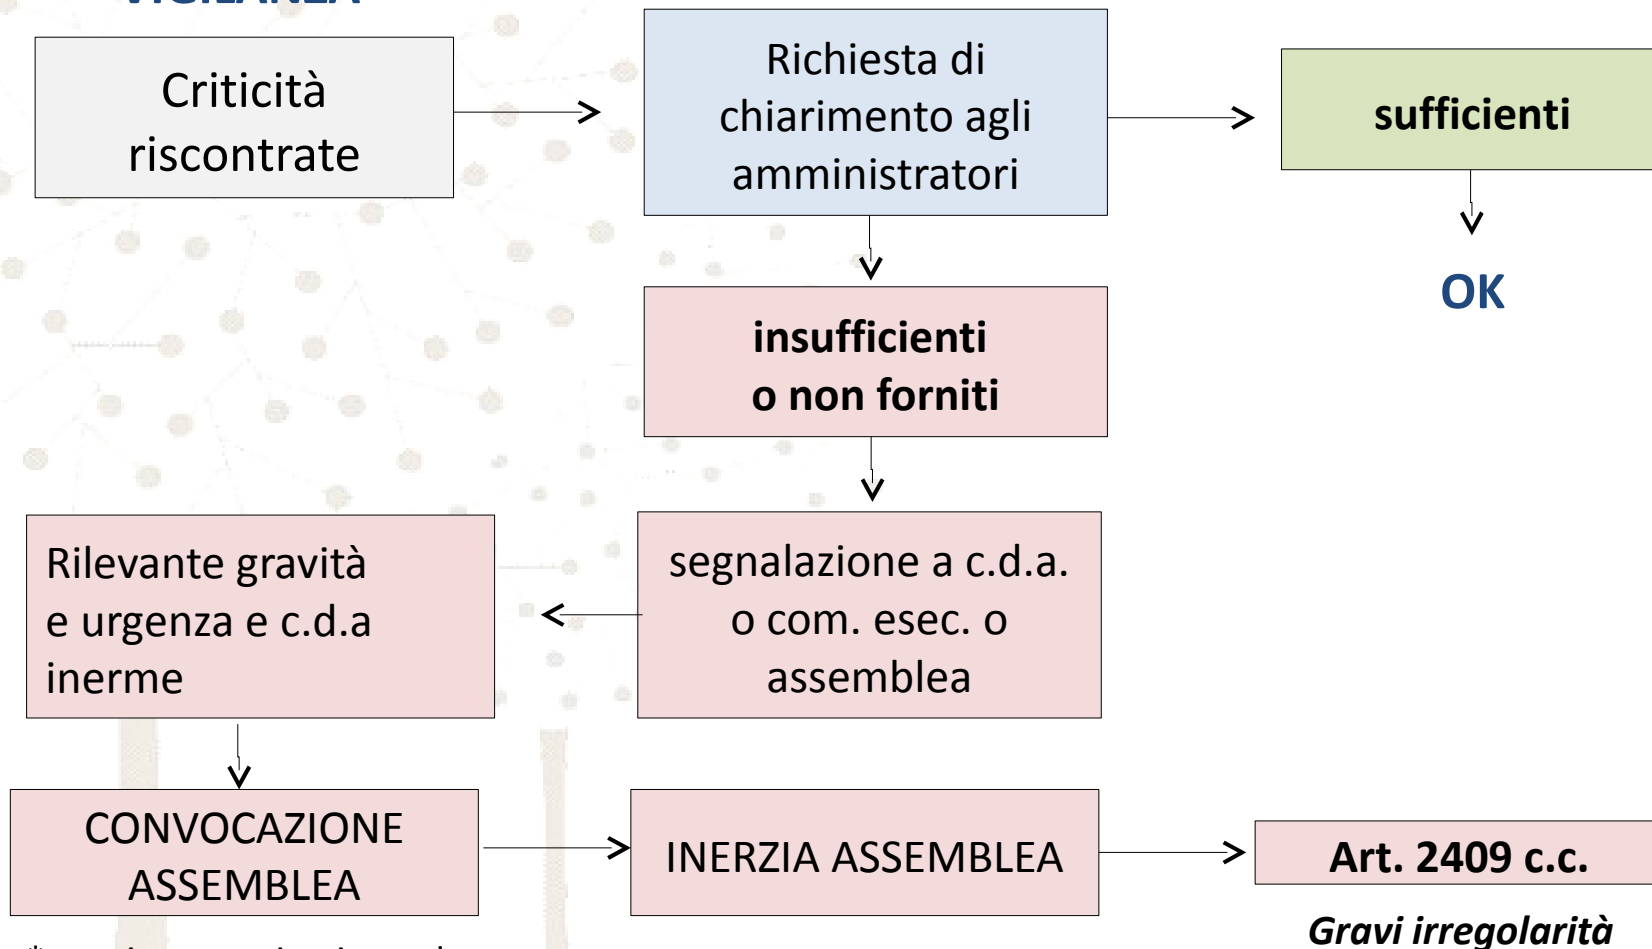 Criticità
riscontrate
Richiesta di
chiarimento agli
amministratori
sufficienti
OK
insufficienti
o non forniti
segnalazione a c.d.a.
o com. esec. o
assemblea
Rilevante gravità
e urgenza e c.d.a
inerme
CONVOCAZIONE
ASSEMBLEA
INERZIA ASSEMBLEA
Art. 2409 c.c.
Gravi irregolarità